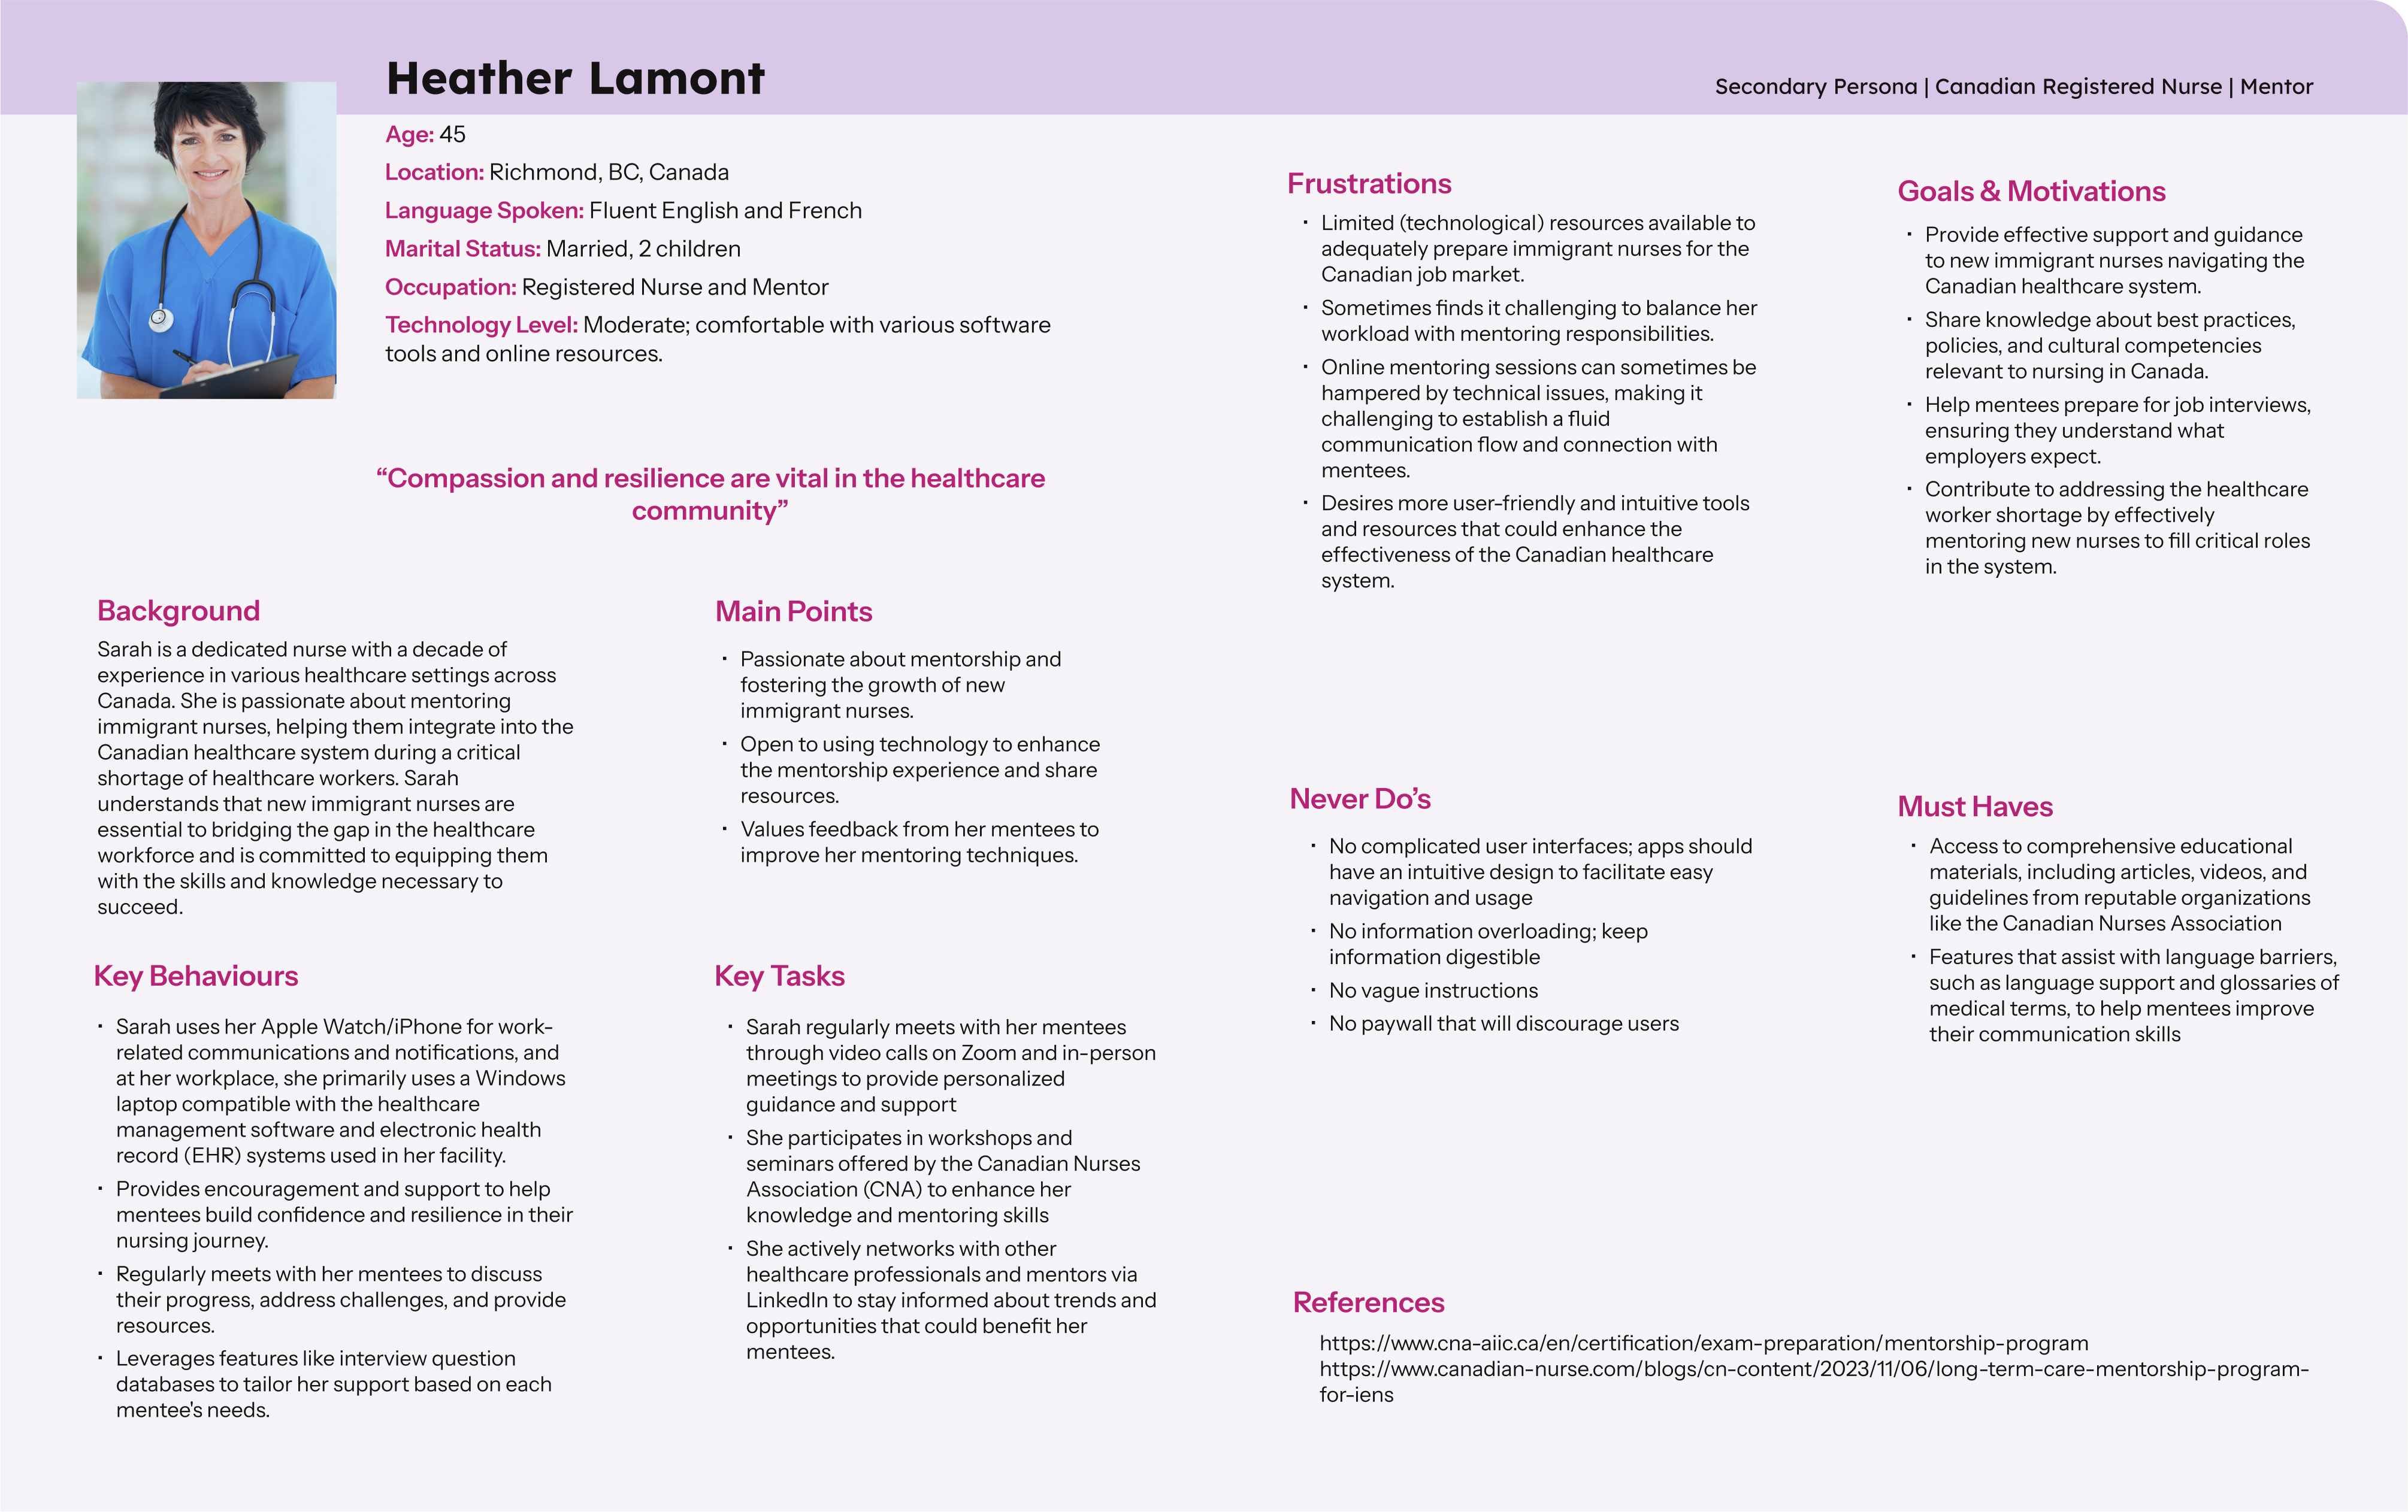 Heather Lamont
Secondary Persona | Canadian Registered Nurse | Mentor
Age: 45
Location: Richmond, BC, Canada
Language Spoken: Fluent English and French
Marital Status: Married, 2 children
Occupation: Registered Nurse and Mentor
Technology Level: Moderate; comfortable with various software
tools and online resources.
“Compassion and resilience are vital in the healthcare
community”
Background
Sarah is a dedicated nurse with a decade of
experience in various healthcare settings across
Canada. She is passionate about mentoring
immigrant nurses, helping them integrate into the
Canadian healthcare system during a critical
shortage of healthcare workers. Sarah
understands that new immigrant nurses are
essential to bridging the gap in the healthcare
workforce and is committed to equipping them
with the skills and knowledge necessary to
succeed.
Main Points
· Passionate about mentorship and
fostering the growth of new
immigrant nurses.
· Open to using technology to enhance
the mentorship experience and share
resources.
· Values feedback from her mentees to
improve her mentoring techniques.
Key Behaviours
· Sarah uses her Apple Watch/iPhone for work-
related communications and notifications, and
at her workplace, she primarily uses a Windows
laptop compatible with the healthcare
management software and electronic health
record (EHR) systems used in her facility.
· Provides encouragement and support to help
mentees build confidence and resilience in their
nursing journey.
· Regularly meets with her mentees to discuss
their progress, address challenges, and provide
resources.
· Leverages features like interview question
databases to tailor her support based on each
mentee's needs.
Key Tasks
· Sarah regularly meets with her mentees
through video calls on Zoom and in-person
meetings to provide personalized
guidance and support
· She participates in workshops and
seminars offered by the Canadian Nurses
Association (CNA) to enhance her
knowledge and mentoring skills
· She actively networks with other
healthcare professionals and mentors via
LinkedIn to stay informed about trends and
opportunities that could benefit her
mentees.
Frustrations
· Limited (technological) resources available to
adequately prepare immigrant nurses for the
Canadian job market.
· Sometimes finds it challenging to balance her
workload with mentoring responsibilities.
· Online mentoring sessions can sometimes be
hampered by technical issues, making it
challenging to establish a fluid
communication flow and connection with
mentees.
· Desires more user-friendly and intuitive tools
and resources that could enhance the
effectiveness of the Canadian healthcare
system.
Goals & Motivations
· Provide effective support and guidance
to new immigrant nurses navigating the
Canadian healthcare system.
· Share knowledge about best practices,
policies, and cultural competencies
relevant to nursing in Canada.
· Help mentees prepare for job interviews,
ensuring they understand what
employers expect.
· Contribute to addressing the healthcare
worker shortage by effectively
mentoring new nurses to fill critical roles
in the system.
Never Do’s
· No complicated user interfaces; apps should
have an intuitive design to facilitate easy
navigation and usage
· No information overloading; keep
information digestible
· No vague instructions
· No paywall that will discourage users
Must Haves
· Access to comprehensive educational
materials, including articles, videos, and
guidelines from reputable organizations
like the Canadian Nurses Association
· Features that assist with language barriers,
such as language support and glossaries of
medical terms, to help mentees improve
their communication skills
References
https://www.cna-aiic.ca/en/certification/exam-preparation/mentorship-program
https://www.canadian-nurse.com/blogs/cn-content/2023/11/06/long-term-care-mentorship-program-
for-iens